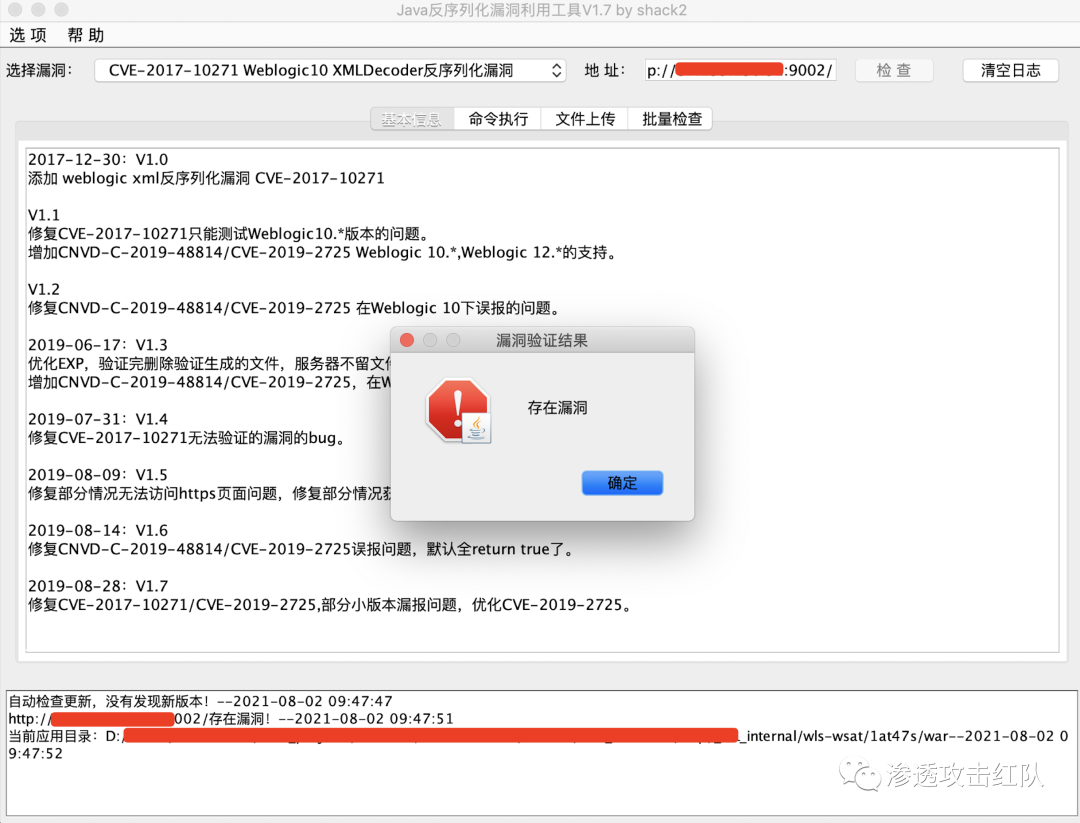 Java反序列化漏洞利用工具V1.7 by shack2
选项 帮助
选择漏洞： CVE-2017-10271 Weblogic10 XMLDecoder反序列化漏洞 地 址： p:// :9002/ 检 查 清空日志
基本信息 命令执行 文件上传 批量检查
2017-12-30：V1.0
添加 weblogic xml反序列化漏洞 CVE-2017-10271
V1.1
修复CVE-2017-10271只能测试Weblogic10.*版本的问题。
增加CNVD-C-2019-48814/CVE-2019-2725 Weblogic 10.*,Weblogic 12.*的支持。
V1.2
修复CNVD-C-2019-48814/CVE-2019-2725 在Weblogic 10下误报的问题。
2019-06-17：V1.3
优化EXP，验证完删除验证生成的文件，服务器不留文
增加CNVD-C-2019-48814/CVE-2019-2725，在
2019-07-31：V1.4
修复CVE-2017-10271无法验证的漏洞的bug。
2019-08-09：V1.5
修复部分情况无法访问https页面问题，修复部分情况
2019-08-14：V1.6
修复CNVD-C-2019-48814/CVE-2019-2725误报问题，默认全return true了。
2019-08-28：V1.7
修复CVE-2017-10271/CVE-2019-2725,部分小版本漏报问题，优化CVE-2019-2725。
漏洞验证结果
存在漏洞
确定
自动检查更新，没有发现新版本！--2021-08-02 09:47:47
http:// 002/存在漏洞！--2021-08-02 09:47:51
当前应用目录：D:/ _internal/wls-wsat/1at47s/war--2021-08-02 0
9:47:52
渗透攻击红队